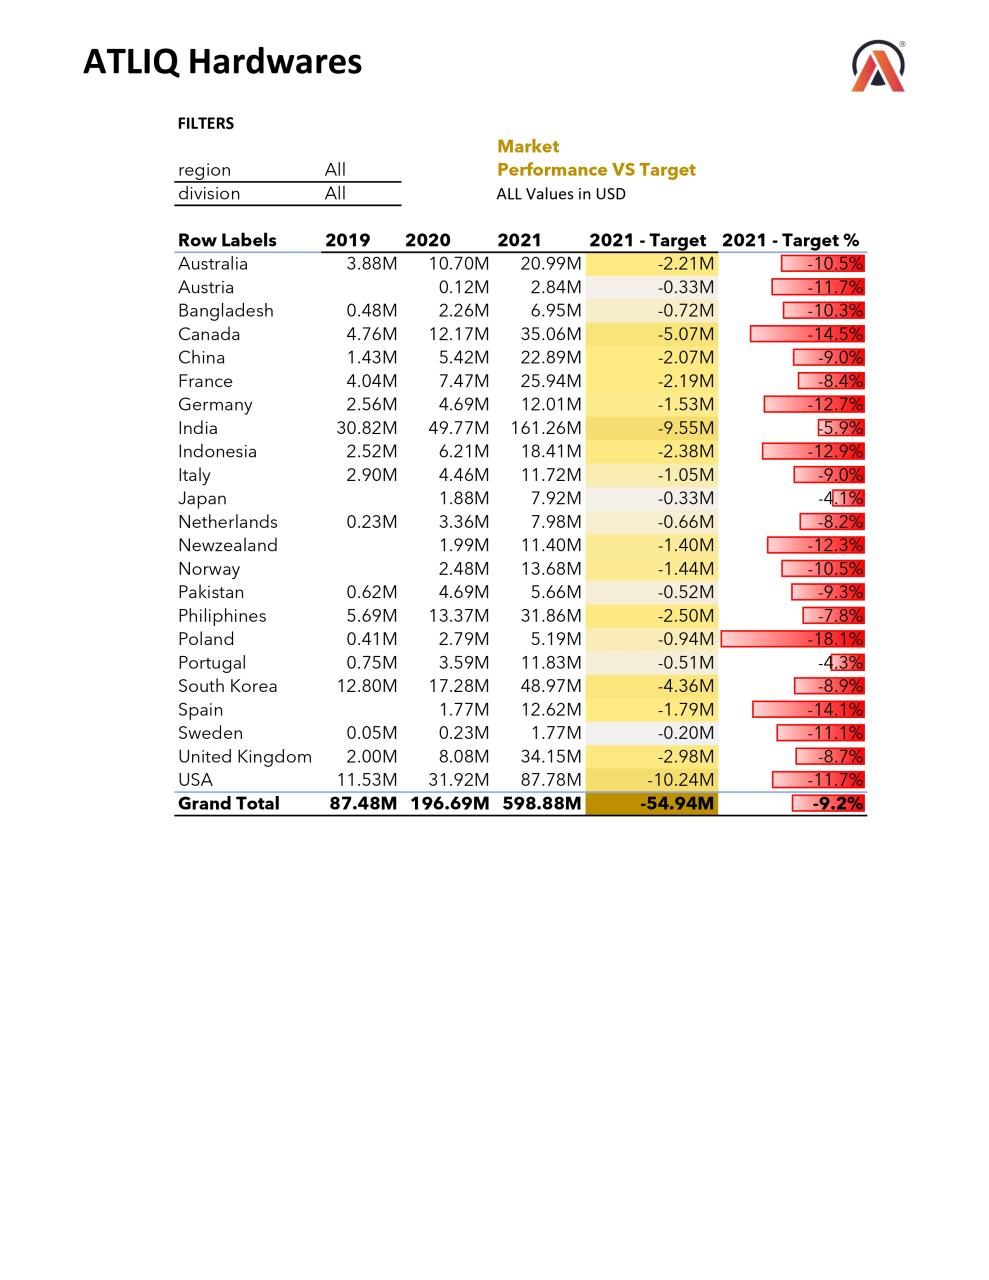 ATLIQ Hardwares
®
FILTERS
Market
region All Performance VS Target
division All ALL Values in USD
Row Labels 2019 2020 2021 2021 - Target 2021 - Target %
Australia 3.88M 10.70M 20.99M -2.21M -10.5%
Austria 0.12M 2.84M -0.33M -11.7%
Bangladesh 0.48M 2.26M 6.95M -0.72M -10.3%
Canada 4.76M 12.17M 35.06M -5.07M -14.5%
China 1.43M 5.42M 22.89M -2.07M -9.0%
France 4.04M 7.47M 25.94M -2.19M -8.4%
Germany 2.56M 4.69M 12.01M -1.53M -12.7%
India 30.82M 49.77M 161.26M -9.55M -5.9%
Indonesia 2.52M 6.21M 18.41M -2.38M -12.9%
Italy 2.90M 4.46M 11.72M -1.05M -9.0%
Japan 1.88M 7.92M -0.33M -4.1%
Netherlands 0.23M 3.36M 7.98M -0.66M -8.2%
Newzealand 1.99M 11.40M -1.40M -12.3%
Norway 2.48M 13.68M -1.44M -10.5%
Pakistan 0.62M 4.69M 5.66M -0.52M -9.3%
Philiphines 5.69M 13.37M 31.86M -2.50M -7.8%
Poland 0.41M 2.79M 5.19M -0.94M -18.1%
Portugal 0.75M 3.59M 11.83M -0.51M -4.3%
South Korea 12.80M 17.28M 48.97M -4.36M -8.9%
Spain 1.77M 12.62M -1.79M -14.1%
Sweden 0.05M 0.23M 1.77M -0.20M -11.1%
United Kingdom 2.00M 8.08M 34.15M -2.98M -8.7%
USA 11.53M 31.92M 87.78M -10.24M -11.7%
Grand Total 87.48M 196.69M 598.88M -54.94M -9.2%